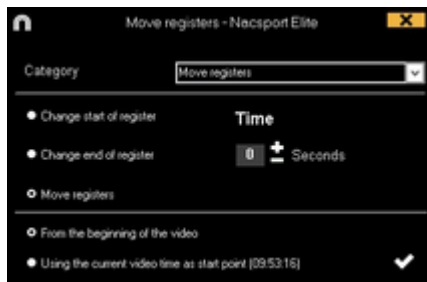 Move registers - Nacsport Elite
Category
Move registers
Change start of register
Time
Change end of register
0
Seconds
Move registers
From the beginning of the video
Using the current video time as start point (09:53:16)